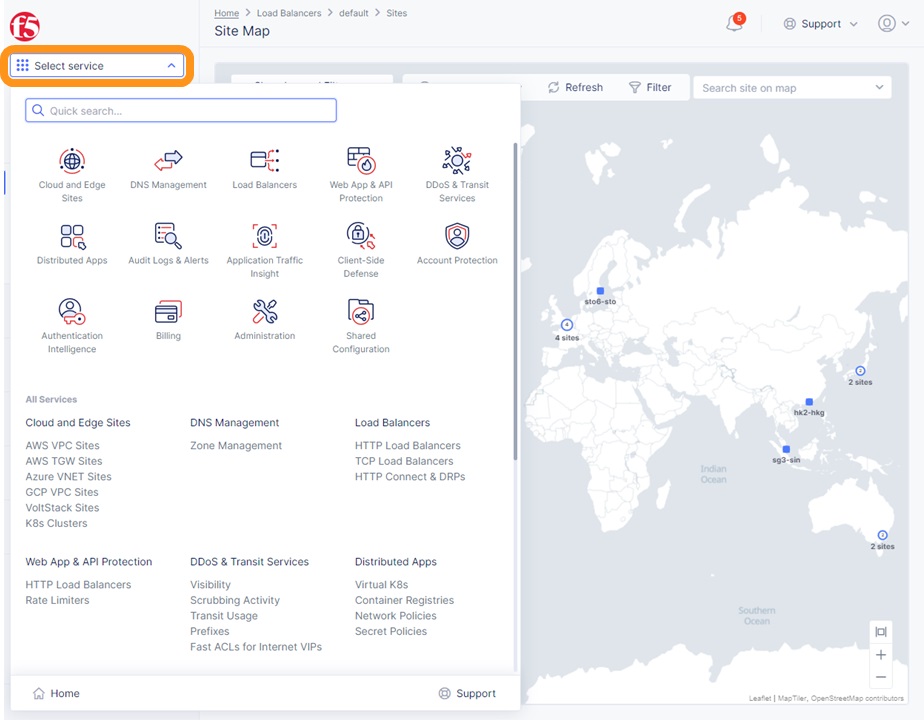 f5
Home > Load Balancers > default > Sites
Site Map
5
Support
Select service
Refresh
Filter
Search site on map
Quick search...
Cloud and Edge
Sites
DNS Management
Load Balancers
Web App & API
Protection
DDoS & Transit
Services
Distributed Apps
Audit Logs & Alerts
Application Traffic
Insight
Client-Side
Defense
Account Protection
Authentication
Intelligence
Billing
Administration
Shared
Configuration
sto6-sto
4
4 sites
2
2 sites
hk2-hkg
sg3-sin
Indian
Ocean
2
2 sites
Southern
Ocean
All Services
Cloud and Edge Sites
AWS VPC Sites
AWS TGW Sites
Azure VNET Sites
GCP VPC Sites
VoltStack Sites
K8s Clusters
DNS Management
Zone Management
Load Balancers
HTTP Load Balancers
TCP Load Balancers
HTTP Connect & DRPs
Web App & API Protection
HTTP Load Balancers
Rate Limiters
DDoS & Transit Services
Visibility
Scrubbing Activity
Transit Usage
Prefixes
Fast ACLs for Internet VIPs
Distributed Apps
Virtual K8s
Container Registries
Network Policies
Secret Policies
Home
Support
+
−
Leaflet | MapTiler, OpenStreetMap contributors